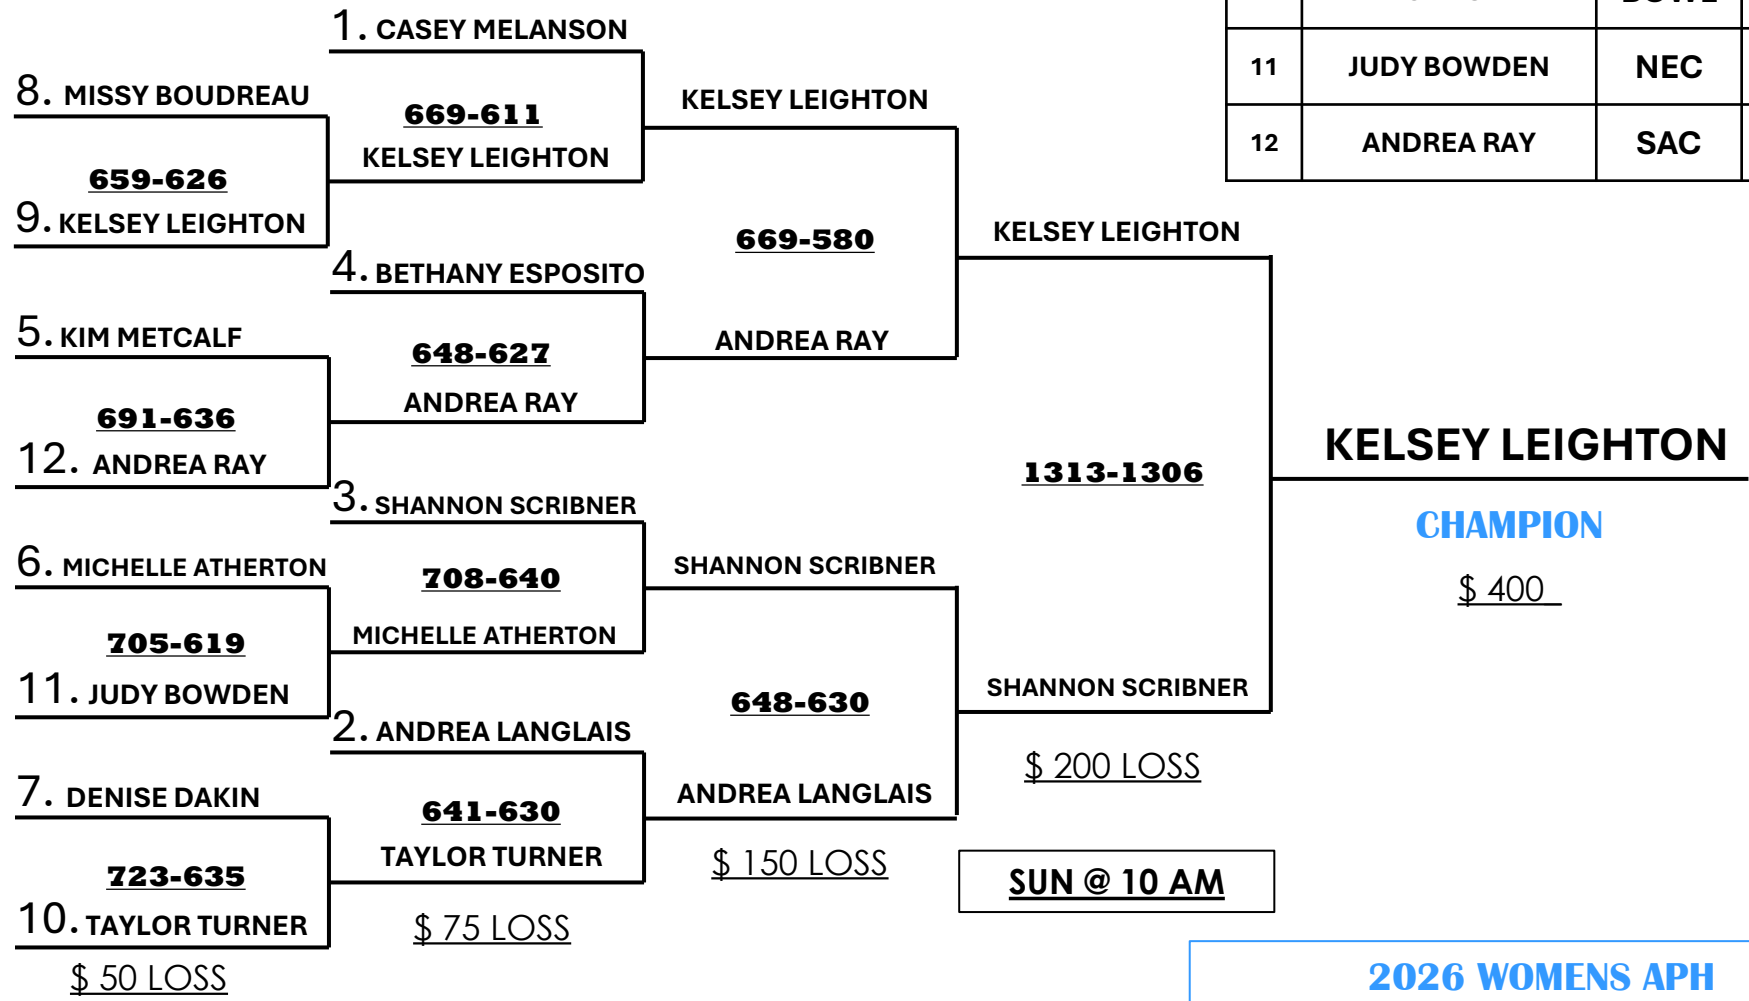 1. CASEY MELANSON
8. MISSY BOUDREAU
669-611
KELSEY LEIGHTON
659-626
9. KELSEY LEIGHTON
KELSEY LEIGHTON
4. BETHANY ESPOSITO
669-580
5. KIM METCALF
648-627
ANDREA RAY
ANDREA RAY
691-636
12. ANDREA RAY
KELSEY LEIGHTON
3. SHANNON SCRIBNER
1313-1306
6. MICHELLE ATHERTON
708-640
SHANNON SCRIBNER
MICHELLE ATHERTON
705-619
11. JUDY BOWDEN
648-630
SHANNON SCRIBNER
2. ANDREA LANGLAIS
$ 200 LOSS
7. DENISE DAKIN
641-630
ANDREA LANGLAIS
TAYLOR TURNER
$ 150 LOSS
723-635
10. TAYLOR TURNER
$ 75 LOSS
$ 50 LOSS
SUN @ 10 AM
KELSEY LEIGHTON
CHAMPION
$ 400
11 JUDY BOWDEN NEC
12 ANDREA RAY SAC
2026 WOMENS APH